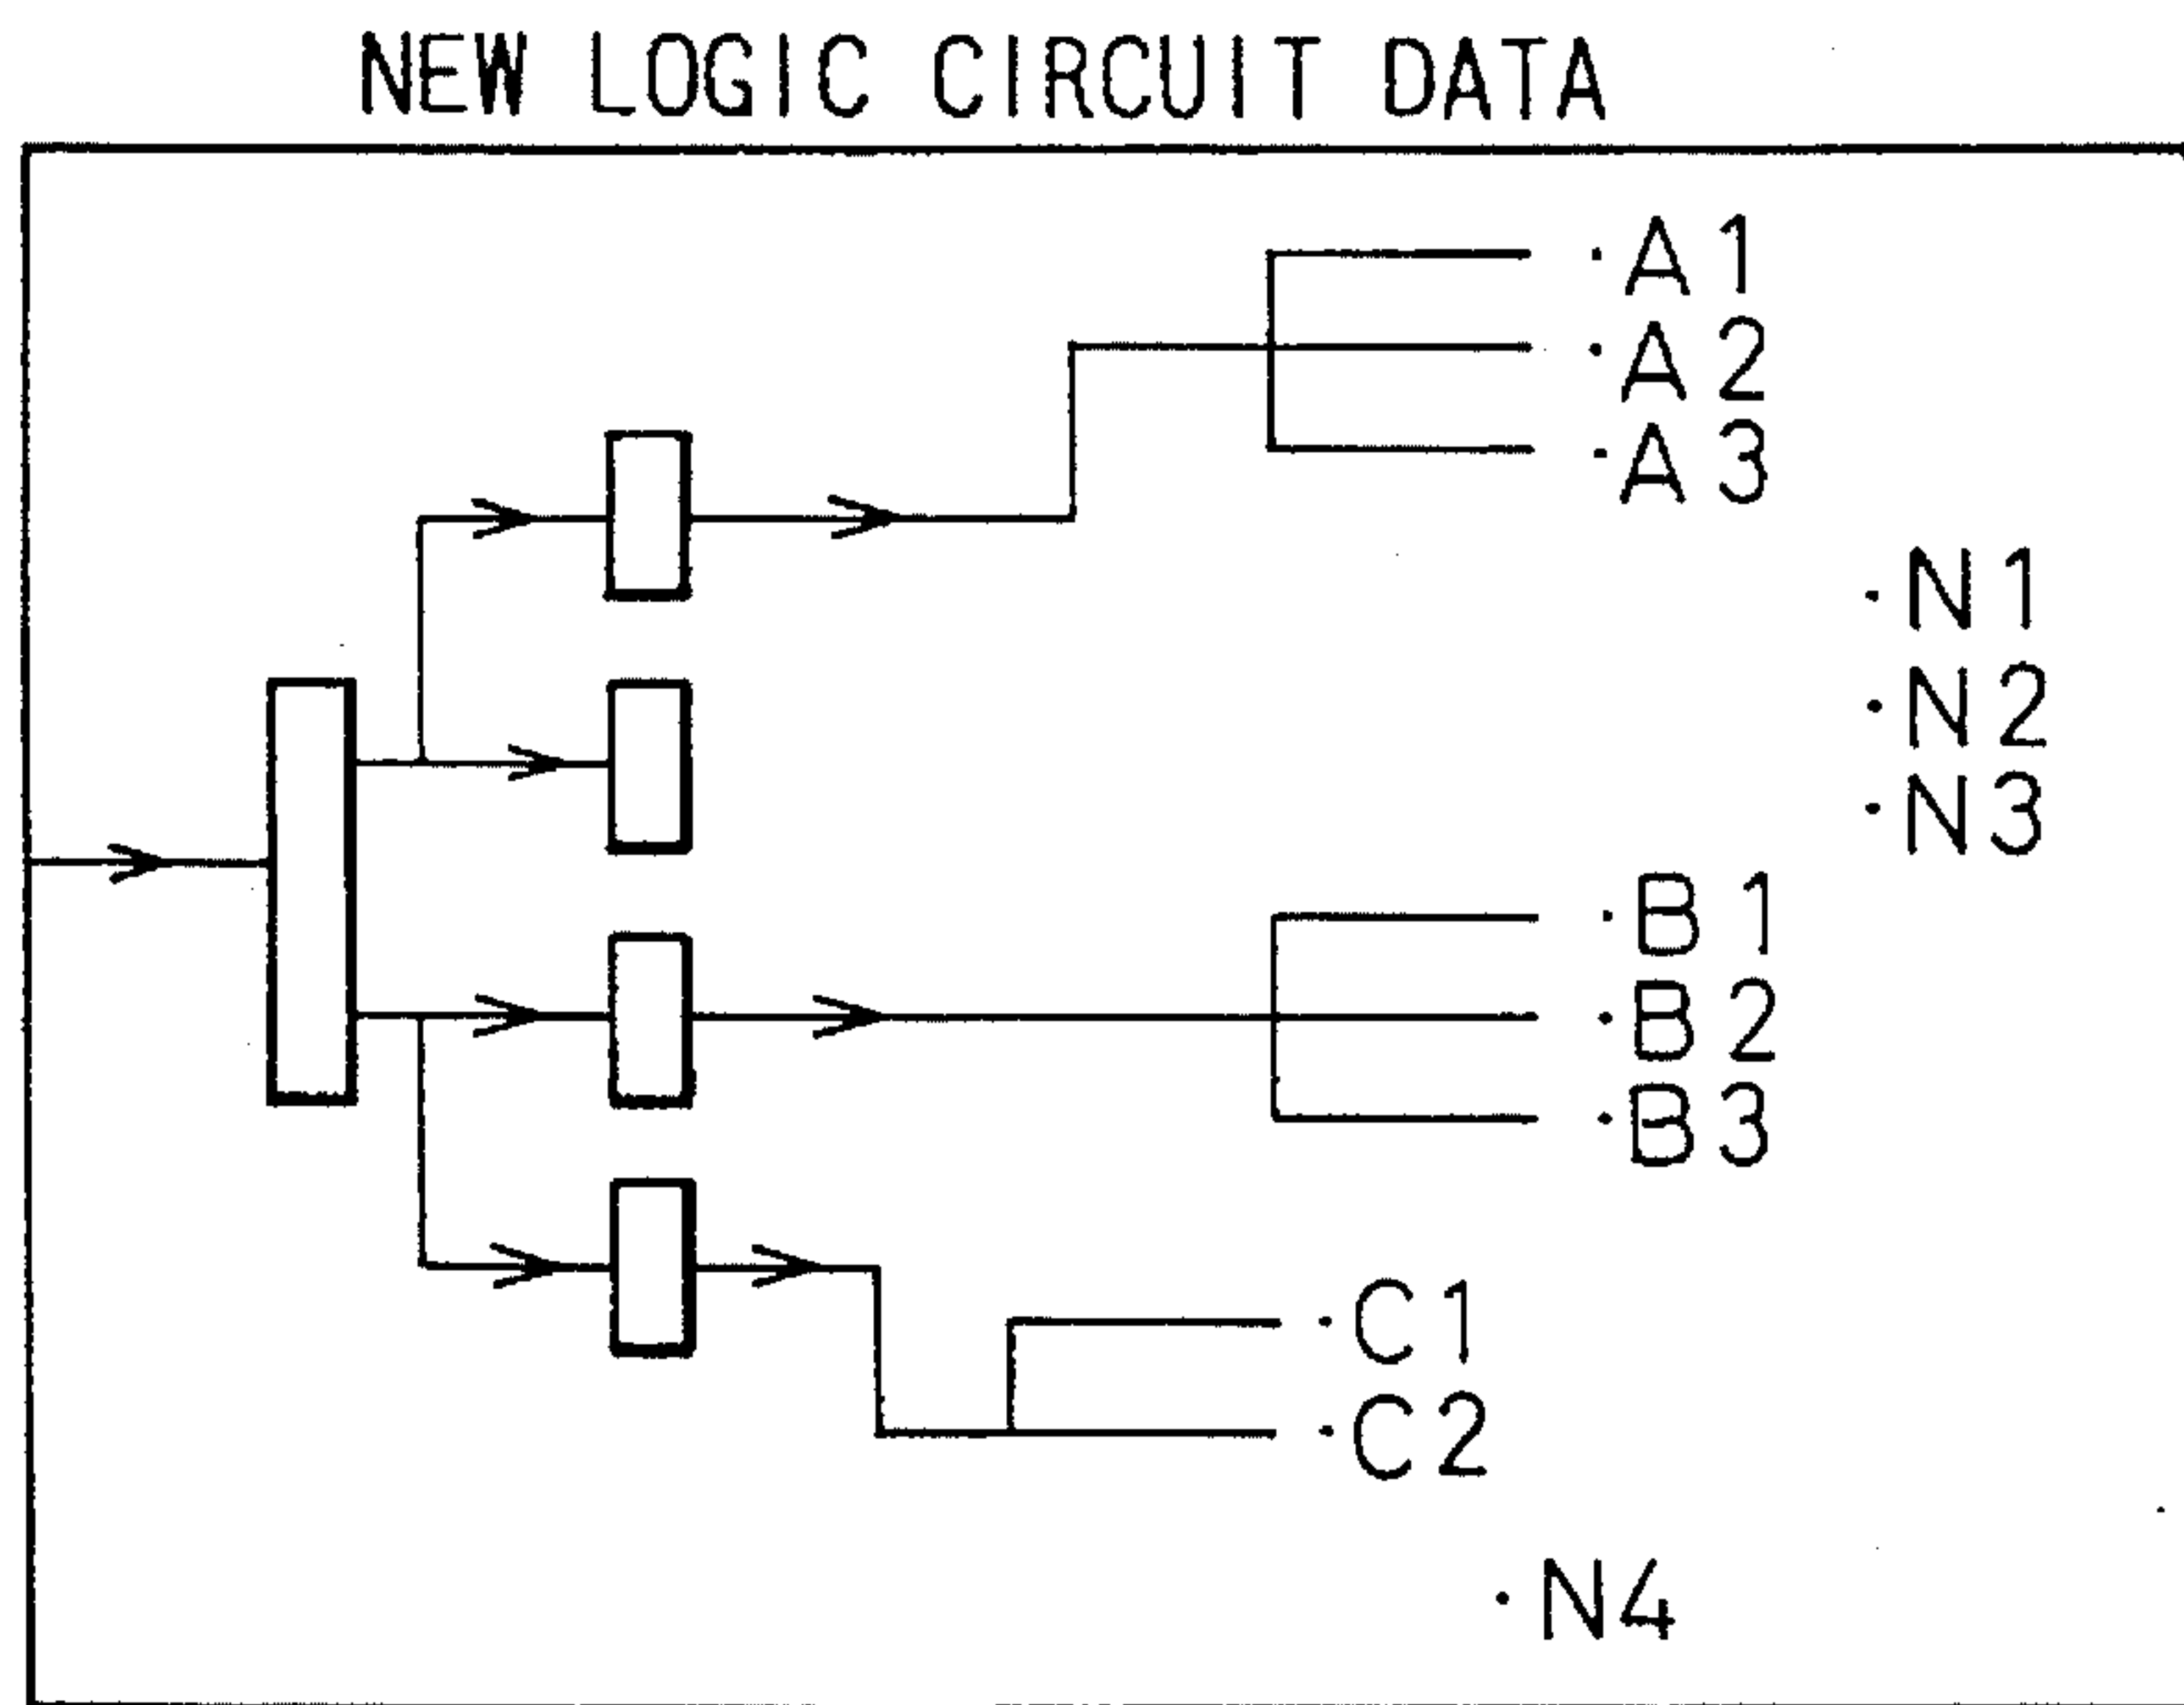 NEW LOGIC CIRCUIT DATA
·A1
·A2
·A3
·N1
·N2
·N3
·B1
·B2
·B3
·C1
·C2
·N4